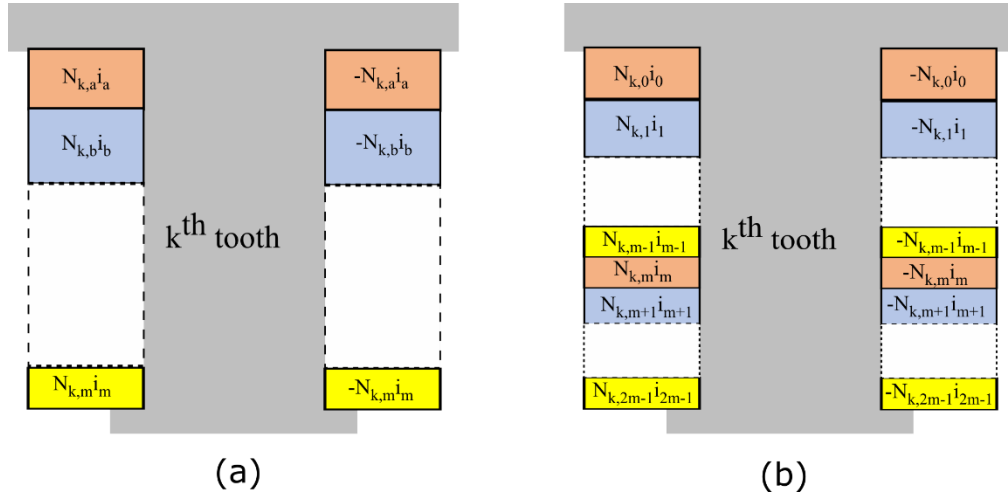 N_{k,a}i_a
-N_{k,a}i_a
N_{k,b}i_b
-N_{k,b}i_b
k^{th} tooth
N_{k,m}i_m
-N_{k,m}i_m
(a)
N_{k,0}i_0
-N_{k,0}i_0
N_{k,1}i_1
-N_{k,1}i_1
N_{k,m-1}i_{m-1}
-N_{k,m-1}i_{m-1}
k^{th} tooth
N_{k,m}i_m
-N_{k,m}i_m
N_{k,m+1}i_{m+1}
-N_{k,m+1}i_{m+1}
N_{k,2m-1}i_{2m-1}
-N_{k,2m-1}i_{2m-1}
(b)